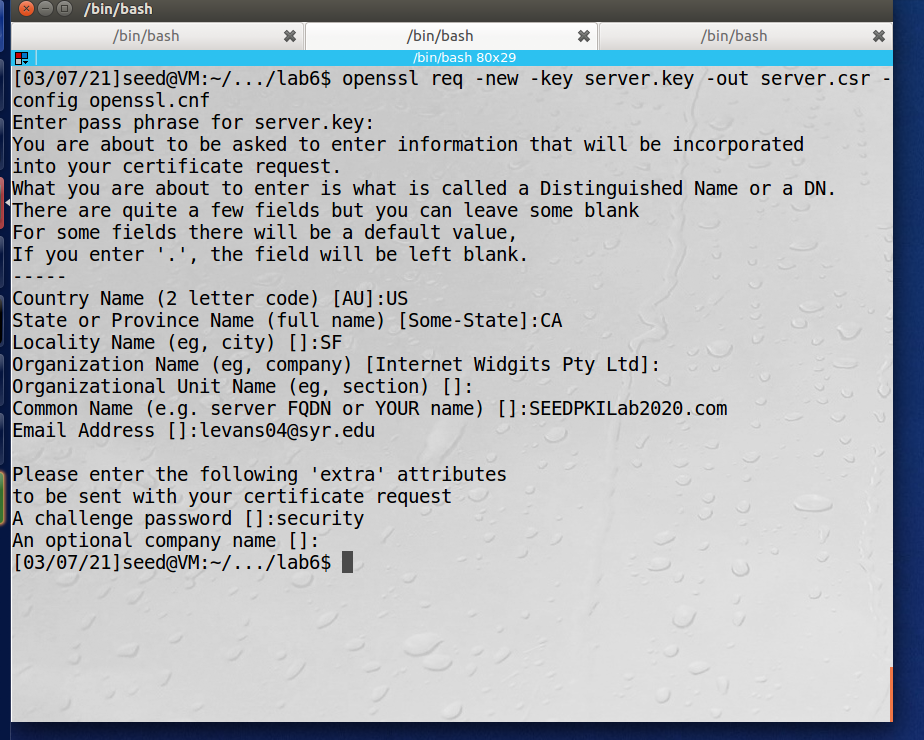 /bin/bash
/bin/bash /bin/bash /bin/bash
/bin/bash 80x29
[03/07/21]seed@VM:~/.../lab6$ openssl req -new -key server.key -out server.csr -
config openssl.cnf
Enter pass phrase for server.key:
You are about to be asked to enter information that will be incorporated
into your certificate request.
What you are about to enter is what is called a Distinguished Name or a DN.
There are quite a few fields but you can leave some blank
For some fields there will be a default value,
If you enter '.', the field will be left blank.
-----
Country Name (2 letter code) [AU]:US
State or Province Name (full name) [Some-State]:CA
Locality Name (eg, city) []:SF
Organization Name (eg, company) [Internet Widgits Pty Ltd]:
Organizational Unit Name (eg, section) []:
Common Name (e.g. server FQDN or YOUR name) []:SEEDPKILab2020.com
Email Address []:levans04@syr.edu

Please enter the following 'extra' attributes
to be sent with your certificate request
A challenge password []:security
An optional company name []:
[03/07/21]seed@VM:~/.../lab6$